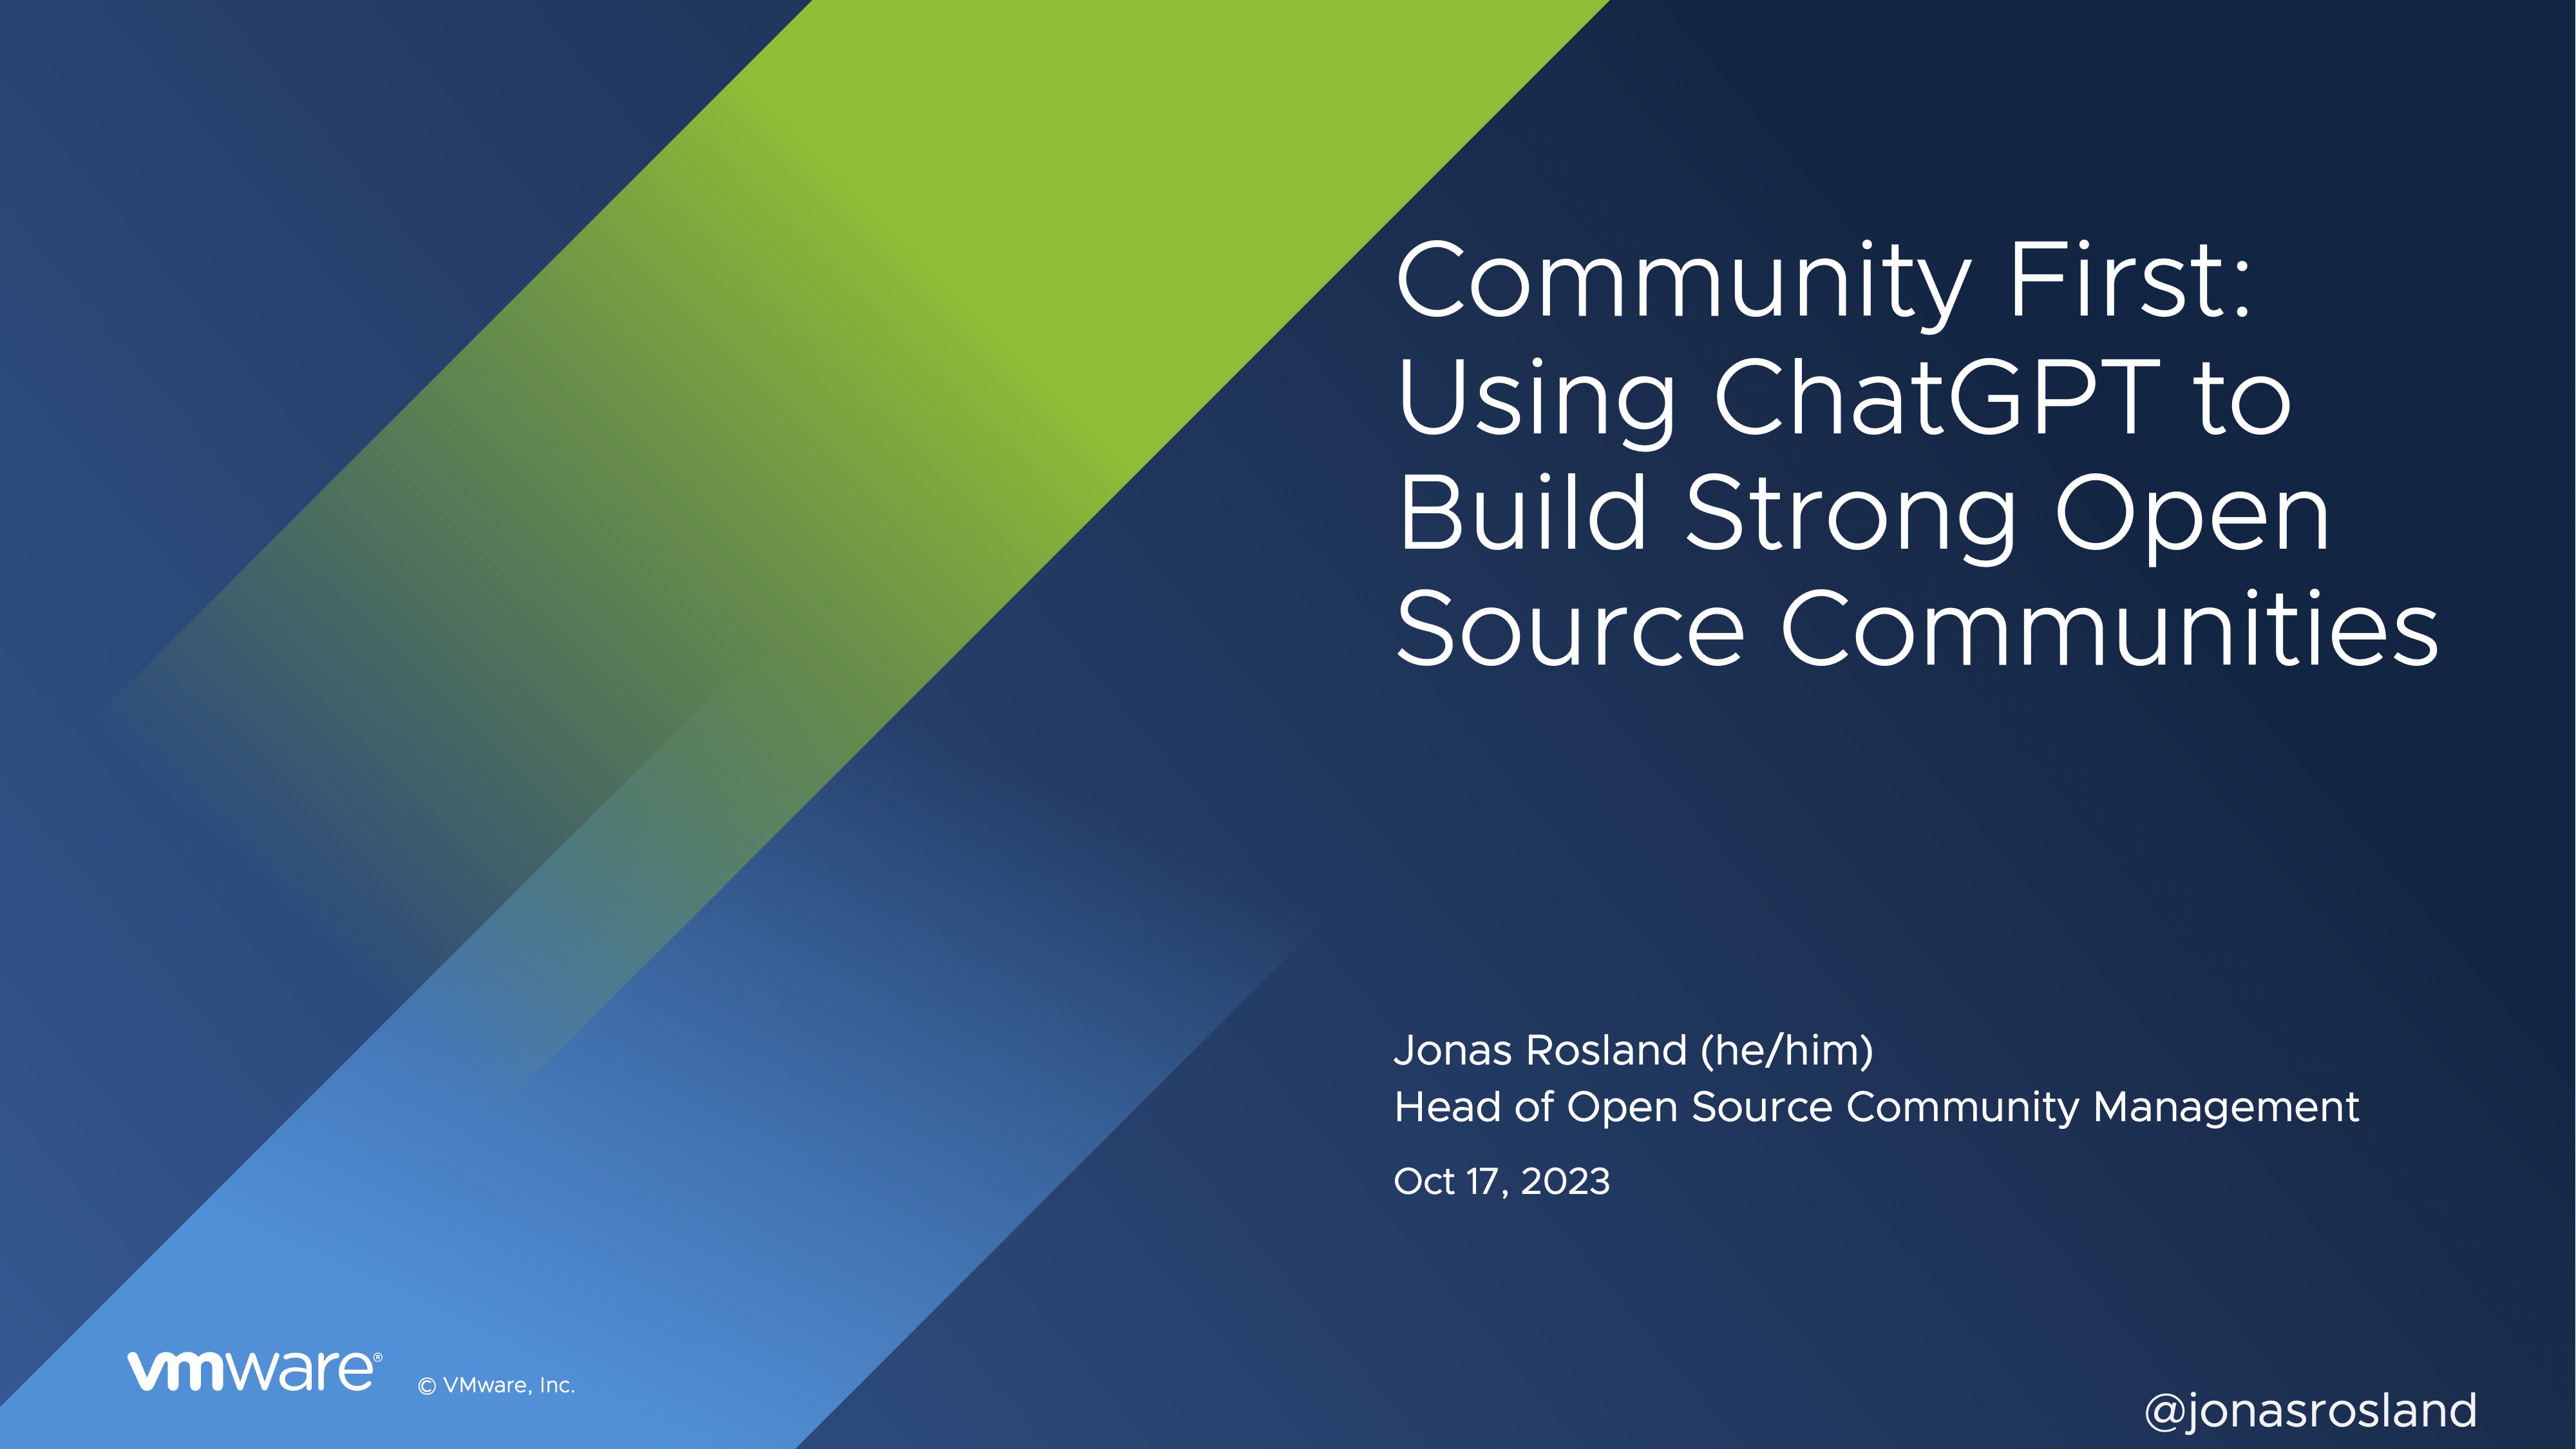 Community First:
Using ChatGPT to
Build Strong Open
Source Communities
Jonas Rosland (he/him)
Head of Open Source Community Management
Oct 17, 2023
vmware®
© VMware, Inc.
@jonasrosland